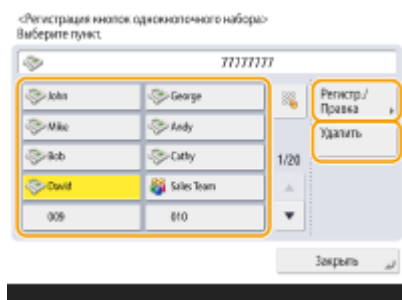 <Регистрация кнопок однокнопочного набора>
Выберите пункт.
77777777
John George
Mike Andy
Bob Cathy
David Sales Team
009 010
1/20
Регистр./
Правка
Удалить
Закрыть